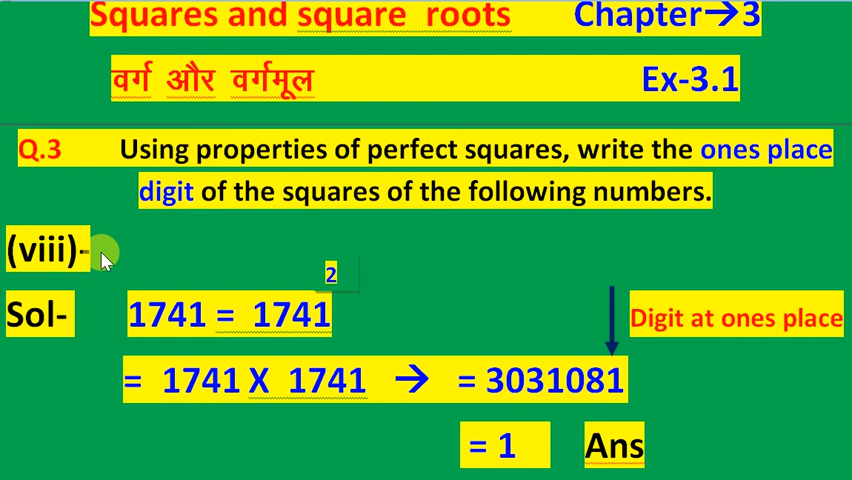 Squares and square roots Chapter→3
वर्ग और वर्गमूल Ex-3.1
Q.3 Using properties of perfect squares, write the ones place
digit of the squares of the following numbers.
(viii)-
2
Sol- 1741 = 1741 Digit at ones place
= 1741 X 1741 → = 3031081
= 1 Ans